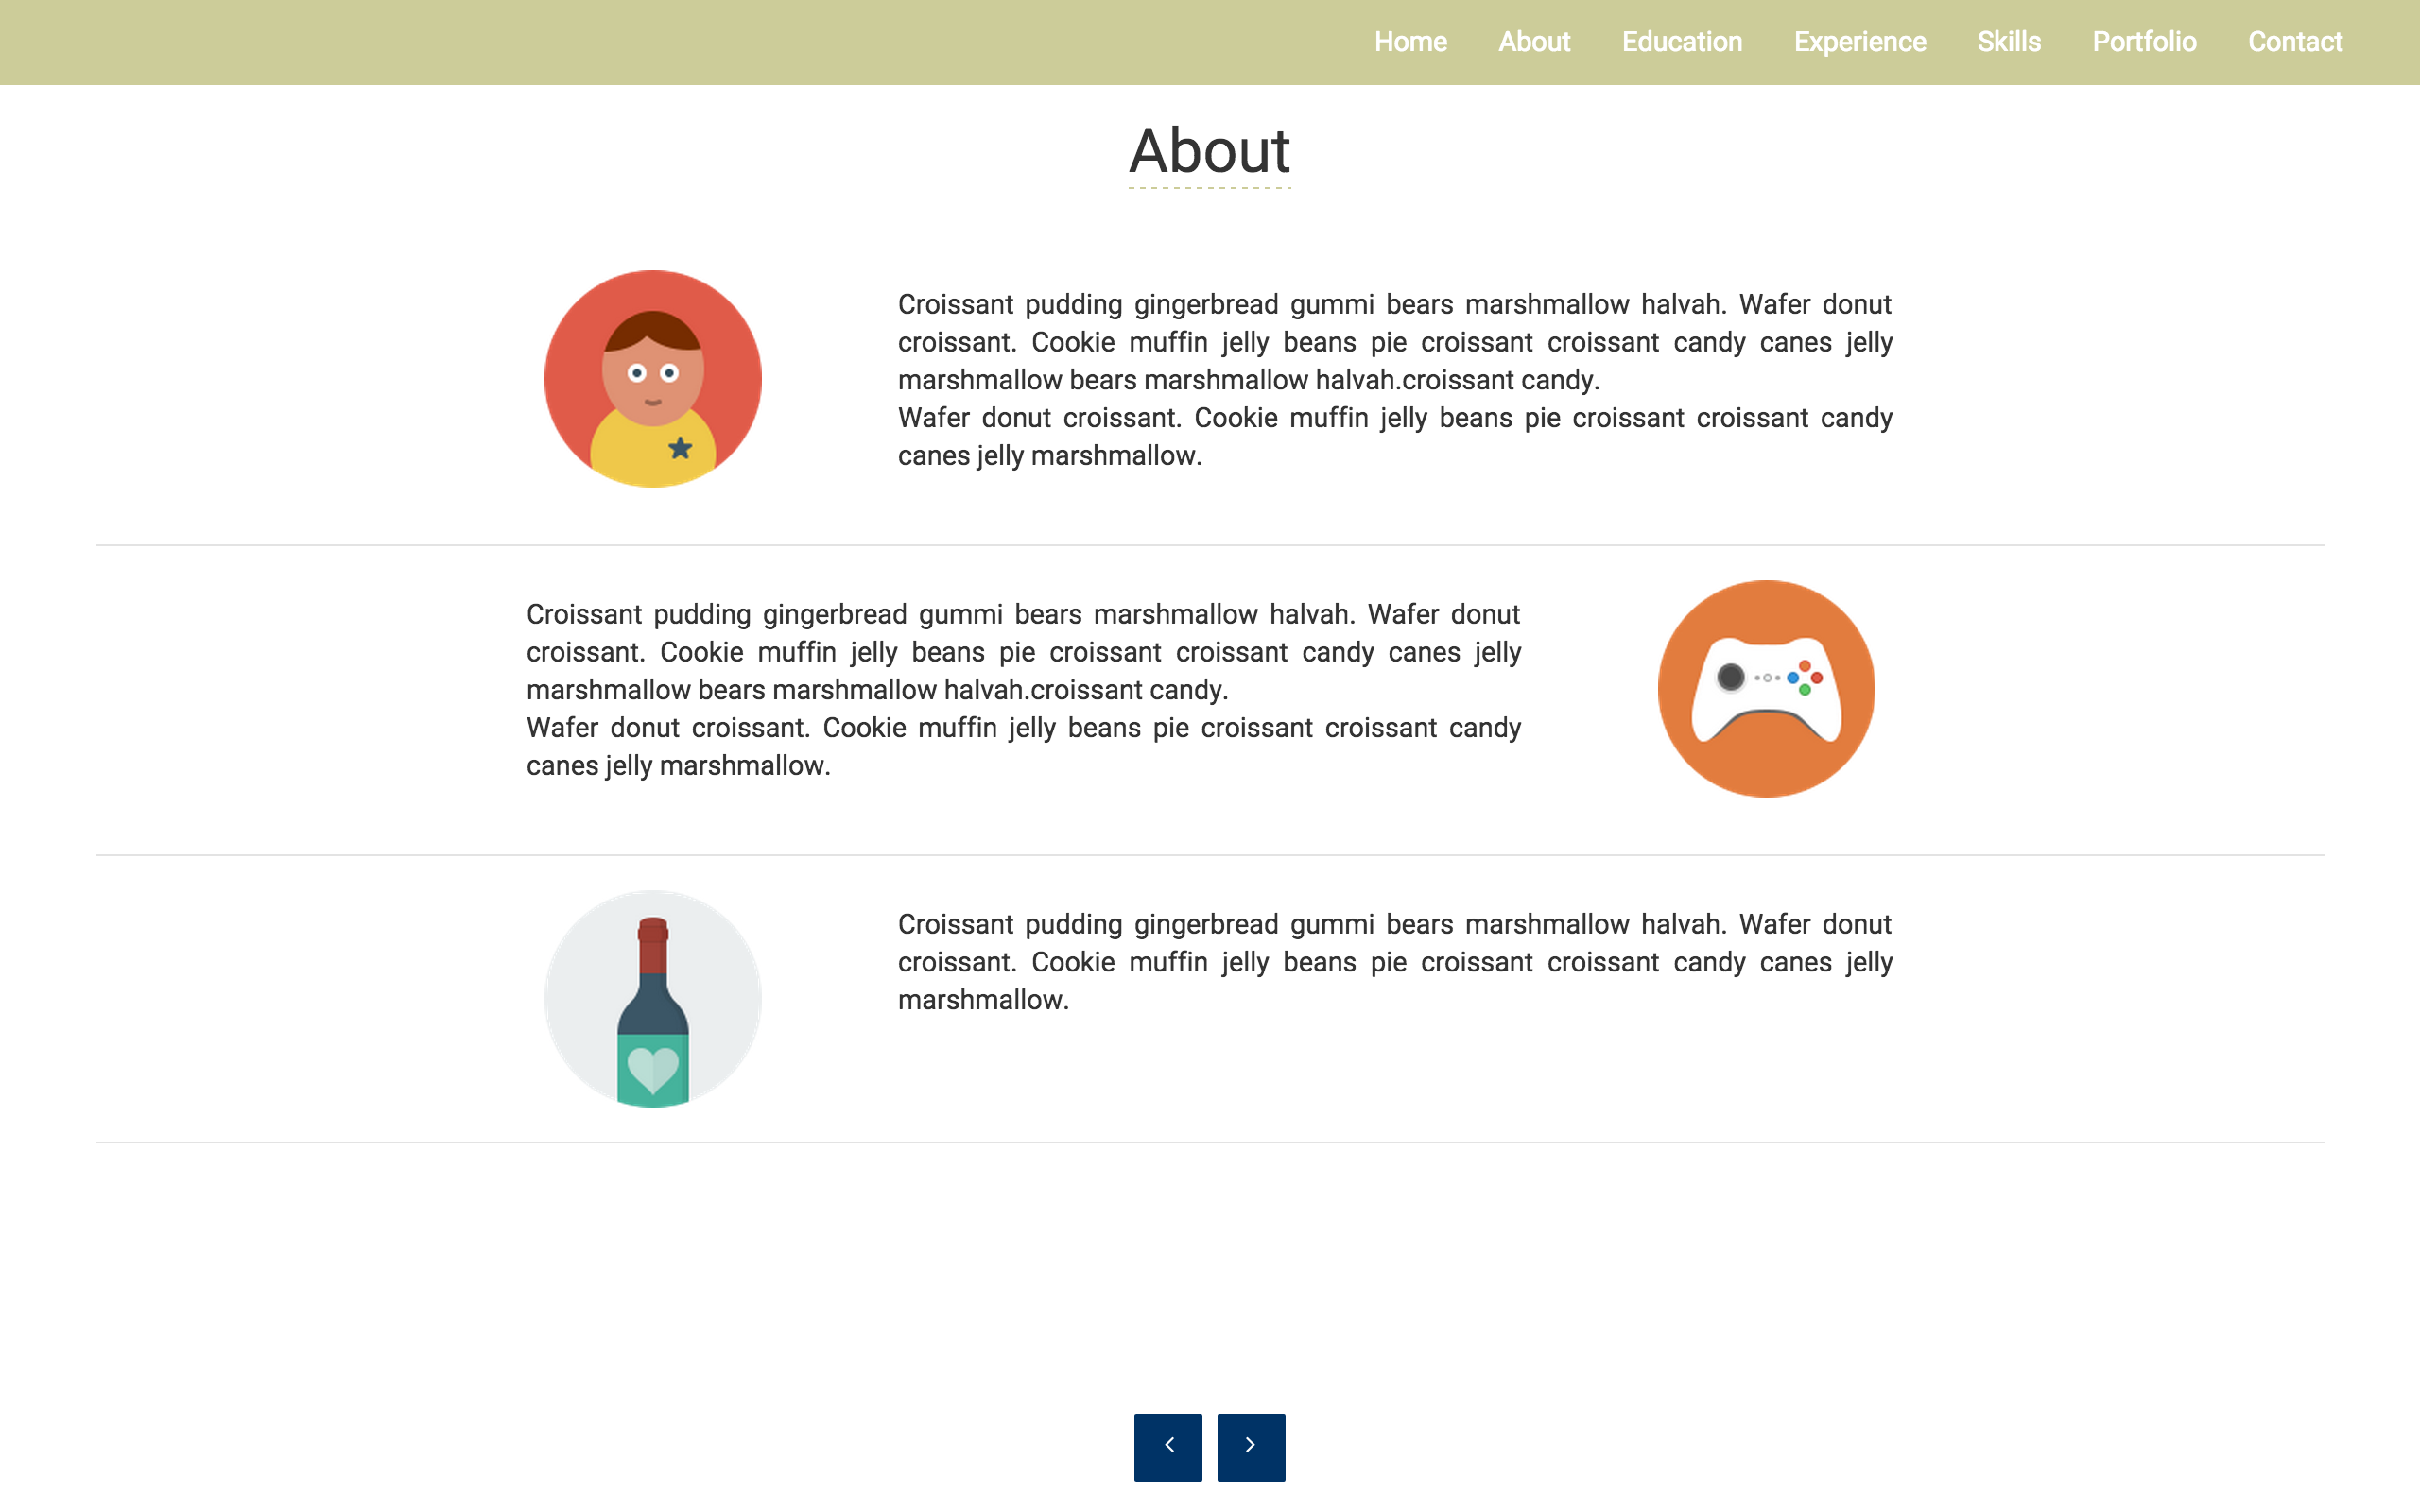 Home About Education Experience Skills Portfolio Contact
About
Croissant pudding gingerbread gummi bears marshmallow halvah. Wafer donut
croissant. Cookie muffin jelly beans pie croissant croissant candy canes jelly
marshmallow bears marshmallow halvah.croissant candy.
Wafer donut croissant. Cookie muffin jelly beans pie croissant croissant candy
canes jelly marshmallow.
Croissant pudding gingerbread gummi bears marshmallow halvah. Wafer donut
croissant. Cookie muffin jelly beans pie croissant croissant candy canes jelly
marshmallow bears marshmallow halvah.croissant candy.
Wafer donut croissant. Cookie muffin jelly beans pie croissant croissant candy
canes jelly marshmallow.
Croissant pudding gingerbread gummi bears marshmallow halvah. Wafer donut
croissant. Cookie muffin jelly beans pie croissant croissant candy canes jelly
marshmallow.